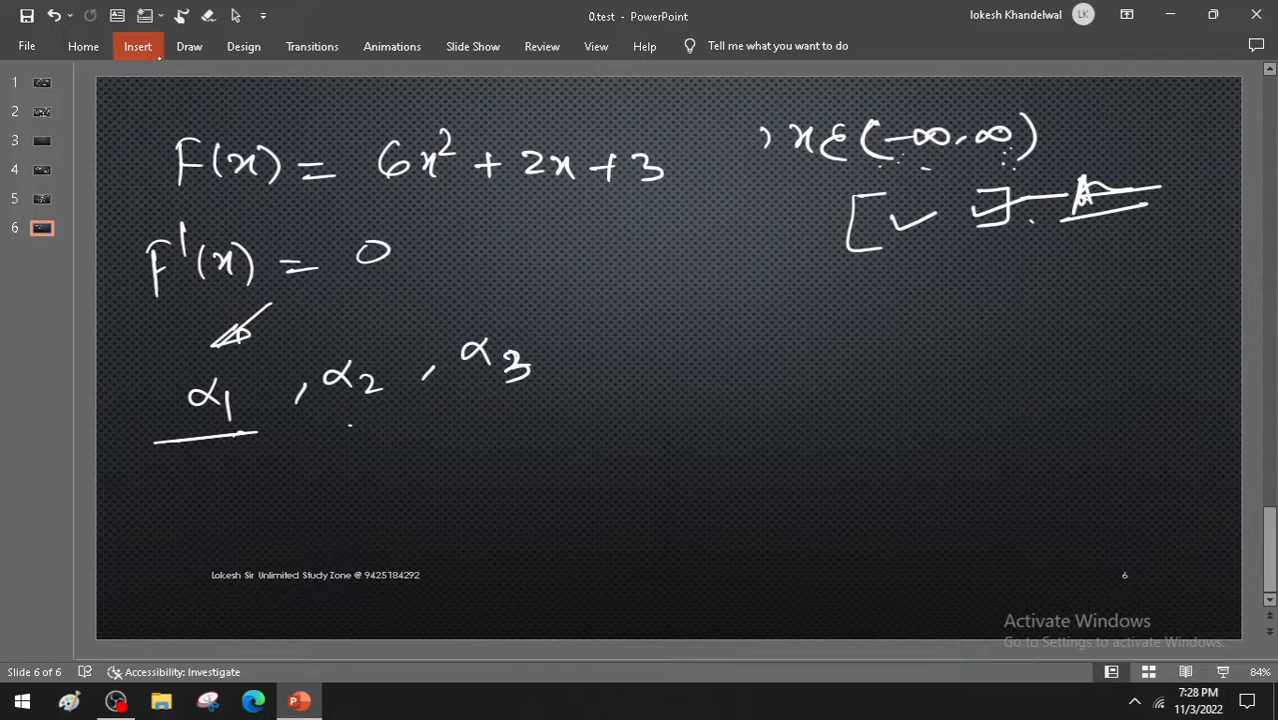 0.test - PowerPoint
lokesh Khandelwal LK
File Home Insert Draw Design Transitions Animations Slide Show Review View Help Tell me what you want to do
1
2
3
4
5
6
F(x) = 6x² + 2x + 3 , x ∈ (-∞, ∞)
[ ✓ ✓ ]
F'(x) = 0
α1 , α2 , α3
Lokesh Sir Unlimited Study Zone @ 9425184292 6
Activate Windows
Go to Settings to activate Windows.
Slide 6 of 6 Accessibility: Investigate 84%
7:28 PM
11/3/2022